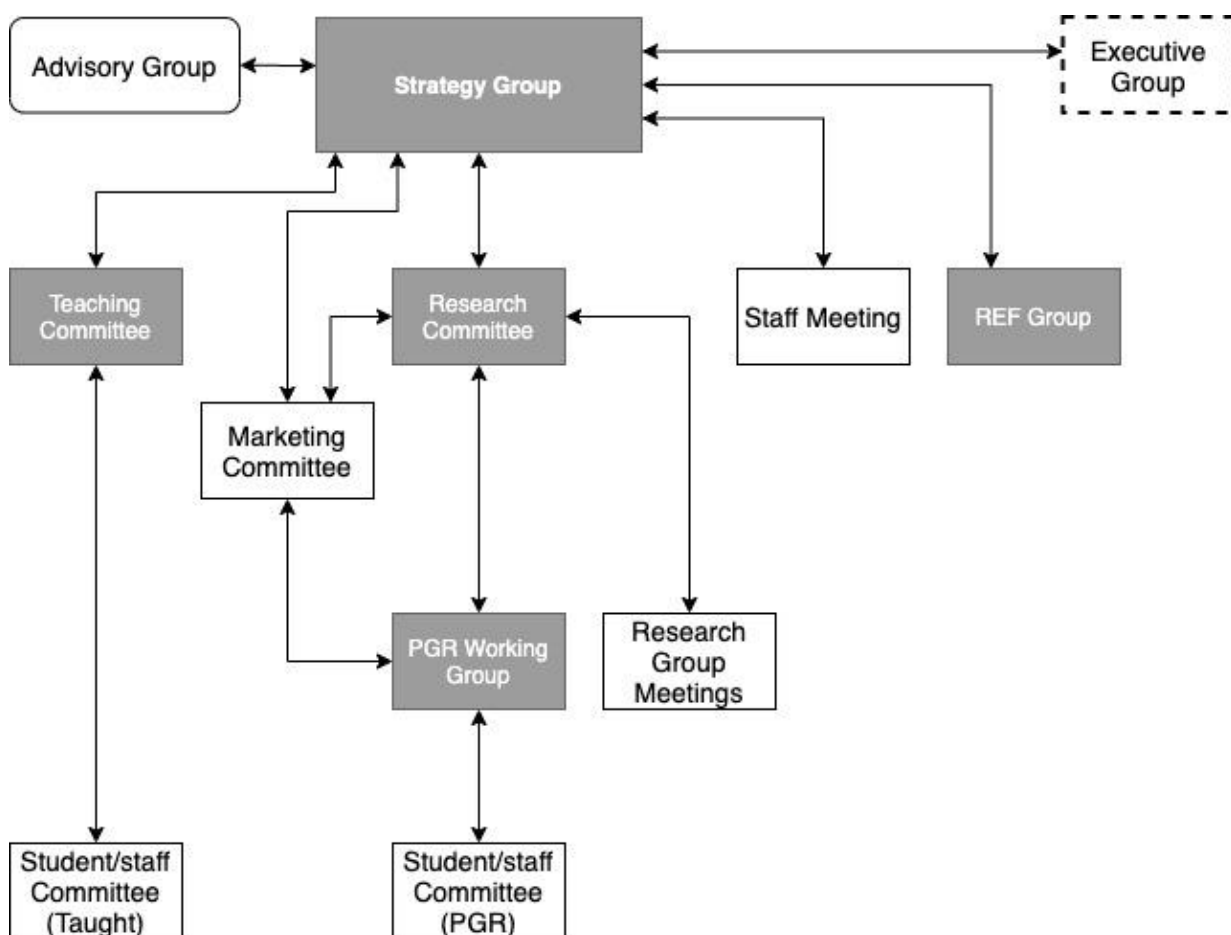 Advisory Group
Strategy Group
Executive
Group
Teaching
Committee
Research
Committee
Staff Meeting
REF Group
Marketing
Committee
PGR Working
Group
Research
Group
Meetings
Student/staff
Committee
(Taught)
Student/staff
Committee
(PGR)